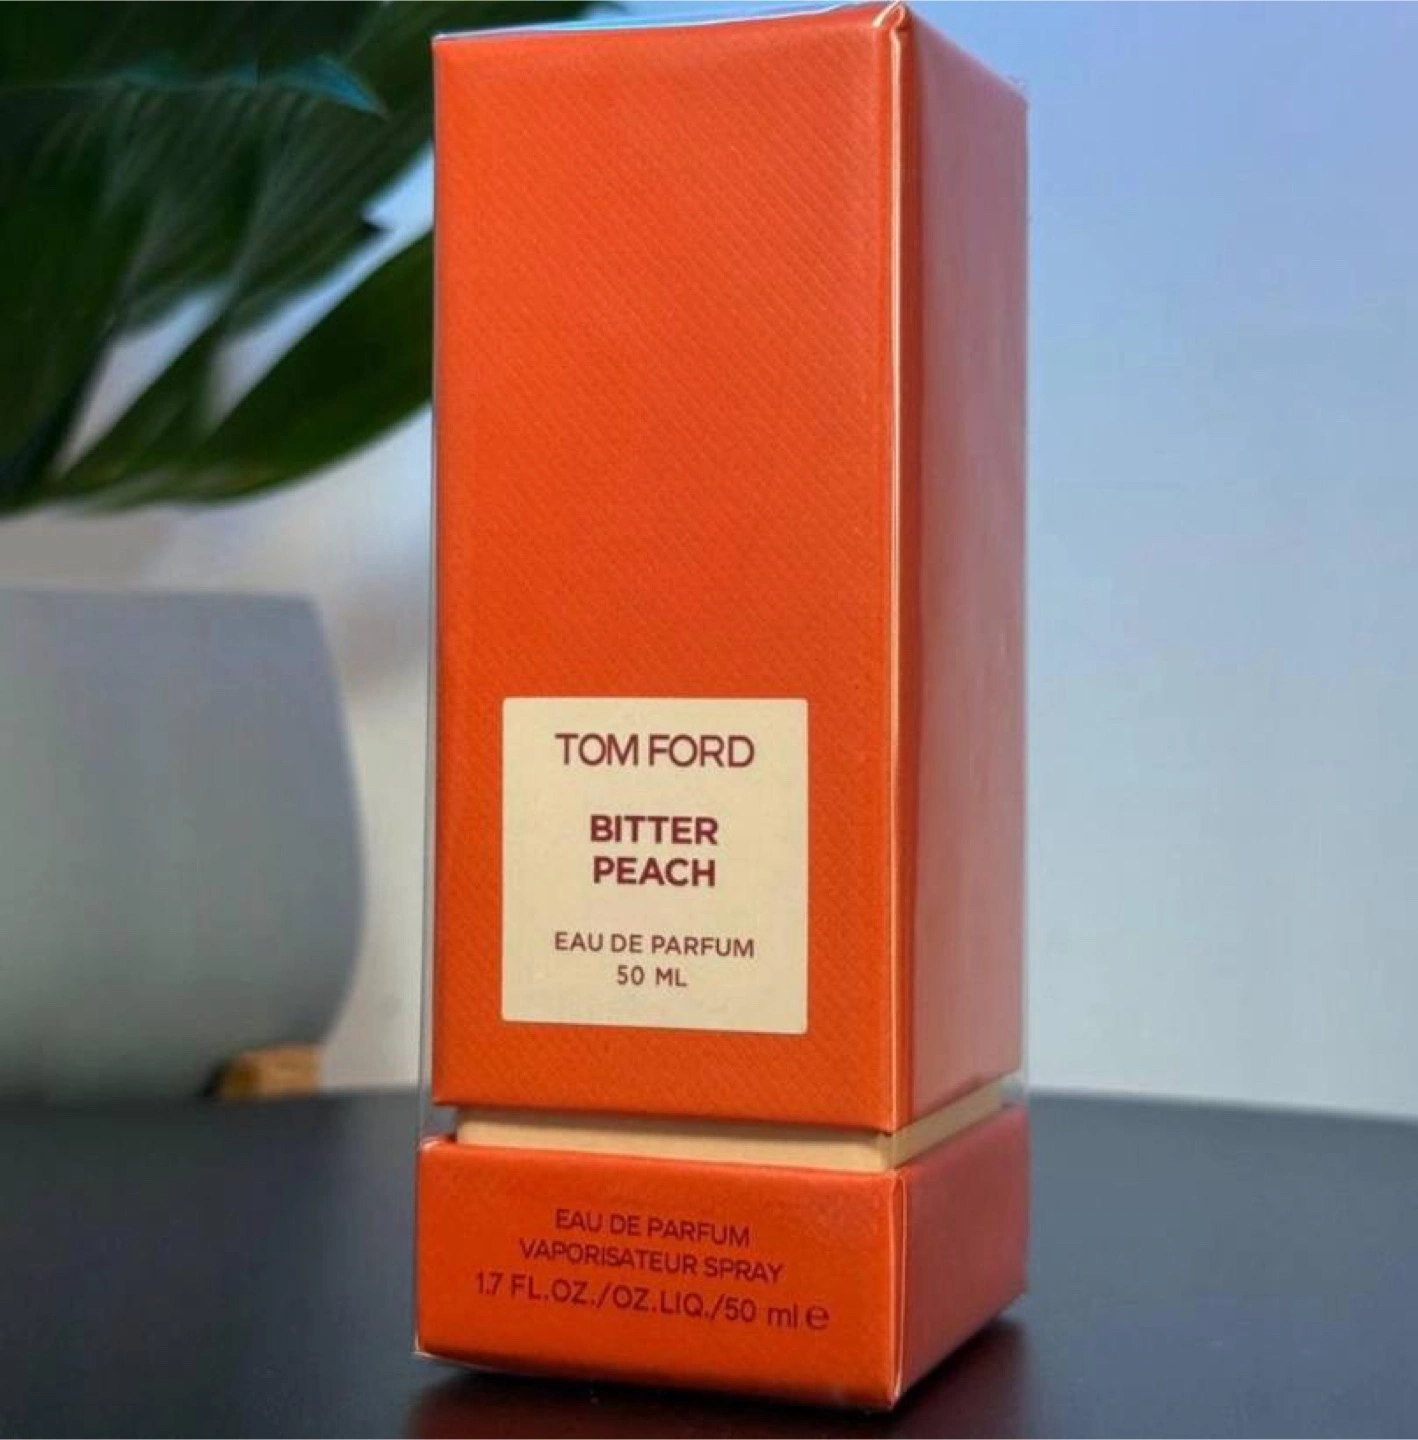 TOM FORD
BITTER
PEACH
EAU DE PARFUM
50 ML
EAU DE PARFUM
VAPORISATEUR SPRAY
1.7 FL.OZ./OZ.LIQ./50 ml ℮